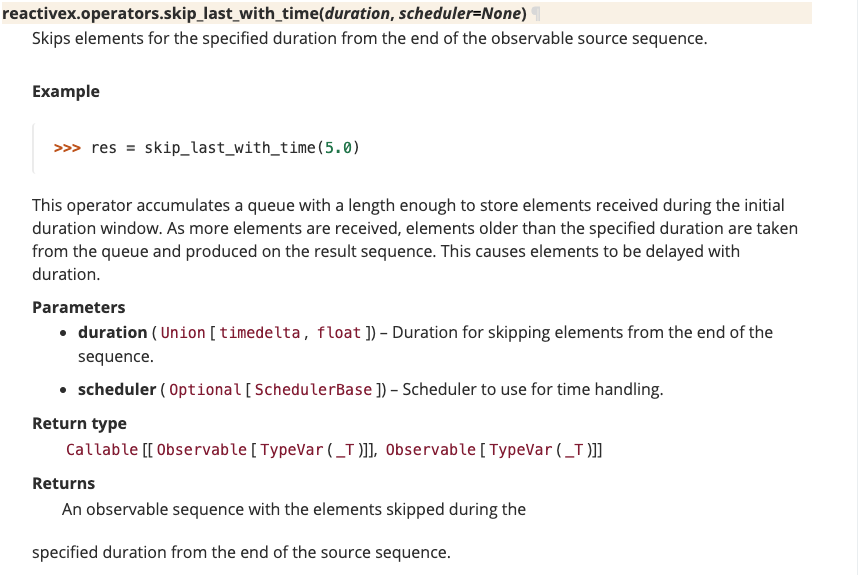 reactivex.operators.skip_last_with_time(duration, scheduler=None) ¶
Skips elements for the specified duration from the end of the observable source sequence.
Example
>>> res = skip_last_with_time(5.0)
This operator accumulates a queue with a length enough to store elements received during the initial
duration window. As more elements are received, elements older than the specified duration are taken
from the queue and produced on the result sequence. This causes elements to be delayed with
duration.
Parameters
• duration ( Union [ timedelta , float ]) – Duration for skipping elements from the end of the
sequence.
• scheduler ( Optional [ SchedulerBase ]) – Scheduler to use for time handling.
Return type
Callable [[ Observable [ TypeVar ( _T )]], Observable [ TypeVar ( _T )]]
Returns
An observable sequence with the elements skipped during the
specified duration from the end of the source sequence.